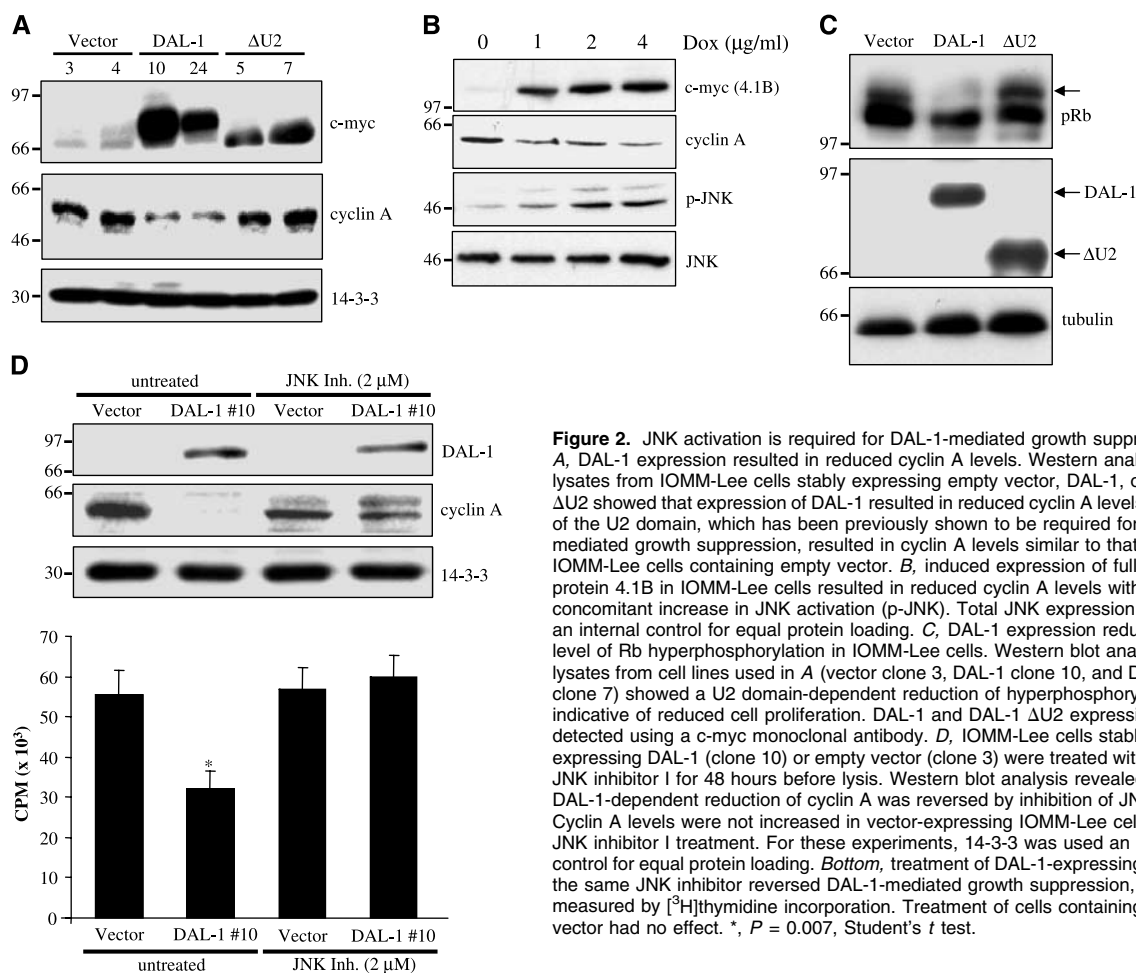 A
Vector DAL-1 ΔU2
3 4 10 24 5 7
97
66
c-myc
66
46
cyclin A
30
14-3-3
B
0 1 2 4 Dox (μg/ml)
97
c-myc (4.1B)
66
cyclin A
46
p-JNK
46
JNK
C
Vector DAL-1 ΔU2
pRb
97
97
DAL-1
ΔU2
66
66
tubulin
D
untreated JNK Inh. (2 μM)
Vector DAL-1 #10 Vector DAL-1 #10
97
66
DAL-1
66
cyclin A
30
14-3-3
CPM (x 10³)
70
60
50
40
30
20
10
0
*
Vector DAL-1 #10 Vector DAL-1 #10
untreated JNK Inh. (2 μM)
Figure 2. JNK activation is required for DAL-1-mediated growth suppr
A, DAL-1 expression resulted in reduced cyclin A levels. Western anal
lysates from IOMM-Lee cells stably expressing empty vector, DAL-1, o
ΔU2 showed that expression of DAL-1 resulted in reduced cyclin A levels
of the U2 domain, which has been previously shown to be required for
mediated growth suppression, resulted in cyclin A levels similar to that
IOMM-Lee cells containing empty vector. B, induced expression of full
protein 4.1B in IOMM-Lee cells resulted in reduced cyclin A levels with
concomitant increase in JNK activation (p-JNK). Total JNK expression
an internal control for equal protein loading. C, DAL-1 expression redu
level of Rb hyperphosphorylation in IOMM-Lee cells. Western blot anal
lysates from cell lines used in A (vector clone 3, DAL-1 clone 10, and D
clone 7) showed a U2 domain-dependent reduction of hyperphosphory
indicative of reduced cell proliferation. DAL-1 and DAL-1 ΔU2 expressi
detected using a c-myc monoclonal antibody. D, IOMM-Lee cells stabl
expressing DAL-1 (clone 10) or empty vector (clone 3) were treated wit
JNK inhibitor I for 48 hours before lysis. Western blot analysis revealed
DAL-1-dependent reduction of cyclin A was reversed by inhibition of JN
Cyclin A levels were not increased in vector-expressing IOMM-Lee cell
JNK inhibitor I treatment. For these experiments, 14-3-3 was used an
control for equal protein loading. Bottom, treatment of DAL-1-expressing
the same JNK inhibitor reversed DAL-1-mediated growth suppression,
measured by [³H]thymidine incorporation. Treatment of cells containing
vector had no effect. *, P = 0.007, Student's t test.